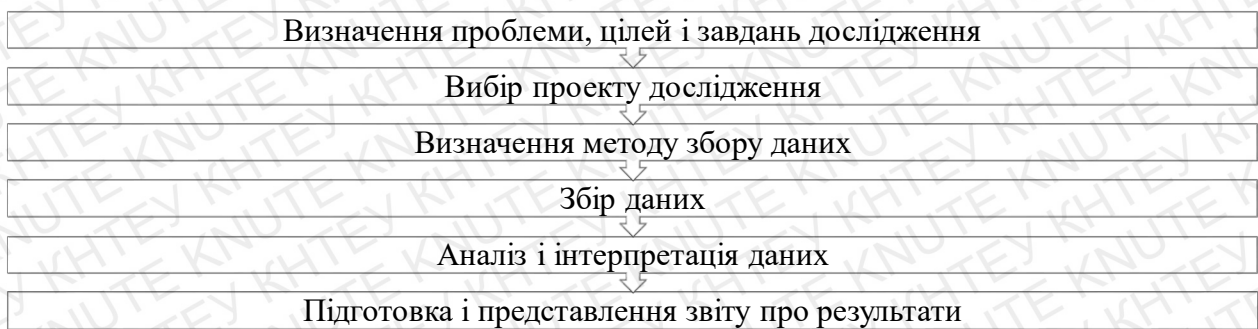 Визначення проблеми, цілей і завдань дослідження
Вибір проекту дослідження
Визначення методу збору даних
Збір даних
Аналіз і інтерпретація даних
Підготовка і представлення звіту про результати